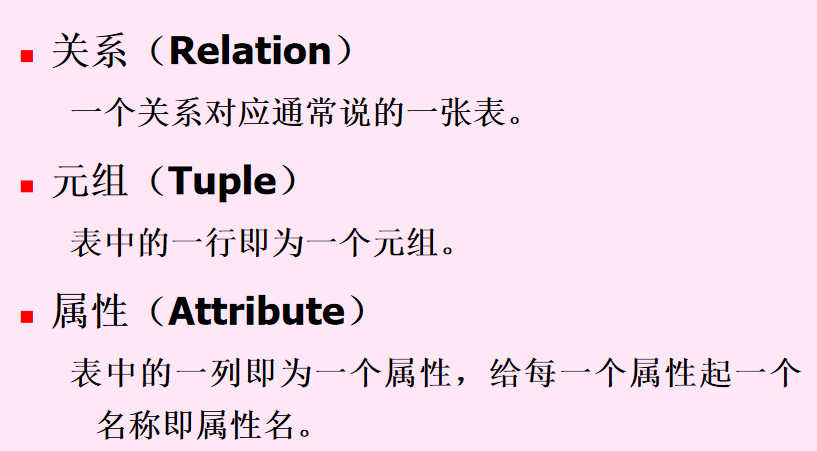 ▪ 关系（Relation）
一个关系对应通常说的一张表。
▪ 元组（Tuple）
表中的一行即为一个元组。
▪ 属性（Attribute）
表中的一列即为一个属性，给每一个属性起一个
名称即属性名。